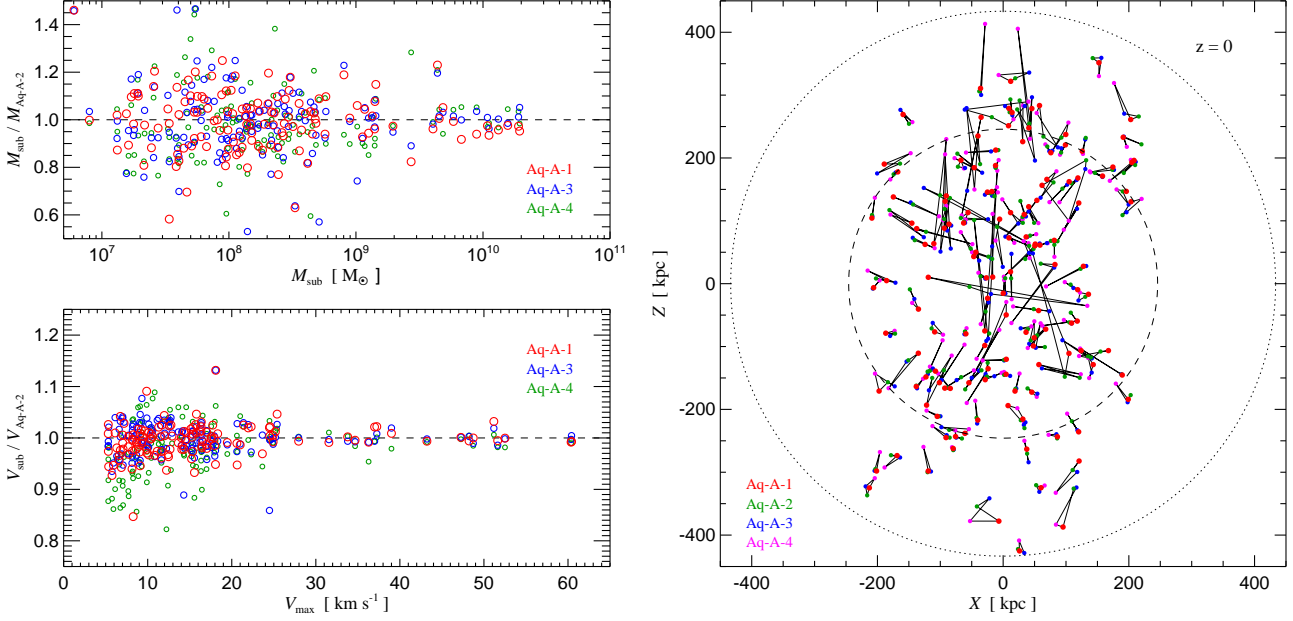 1.4
1.2
1.0
0.8
0.6
M_sub / M_Aq-A-2
Aq-A-1
Aq-A-3
Aq-A-4
10^7 10^8 10^9 10^10 10^11
M_sub [ M_⊙ ]
1.2
1.1
1.0
0.9
0.8
V_sub / V_Aq-A-2
Aq-A-1
Aq-A-3
Aq-A-4
0 10 20 30 40 50 60
V_max [ km s^-1 ]
z = 0
400
200
0
-200
-400
Z [ kpc ]
Aq-A-1
Aq-A-2
Aq-A-3
Aq-A-4
-400 -200 0 200 400
X [ kpc ]